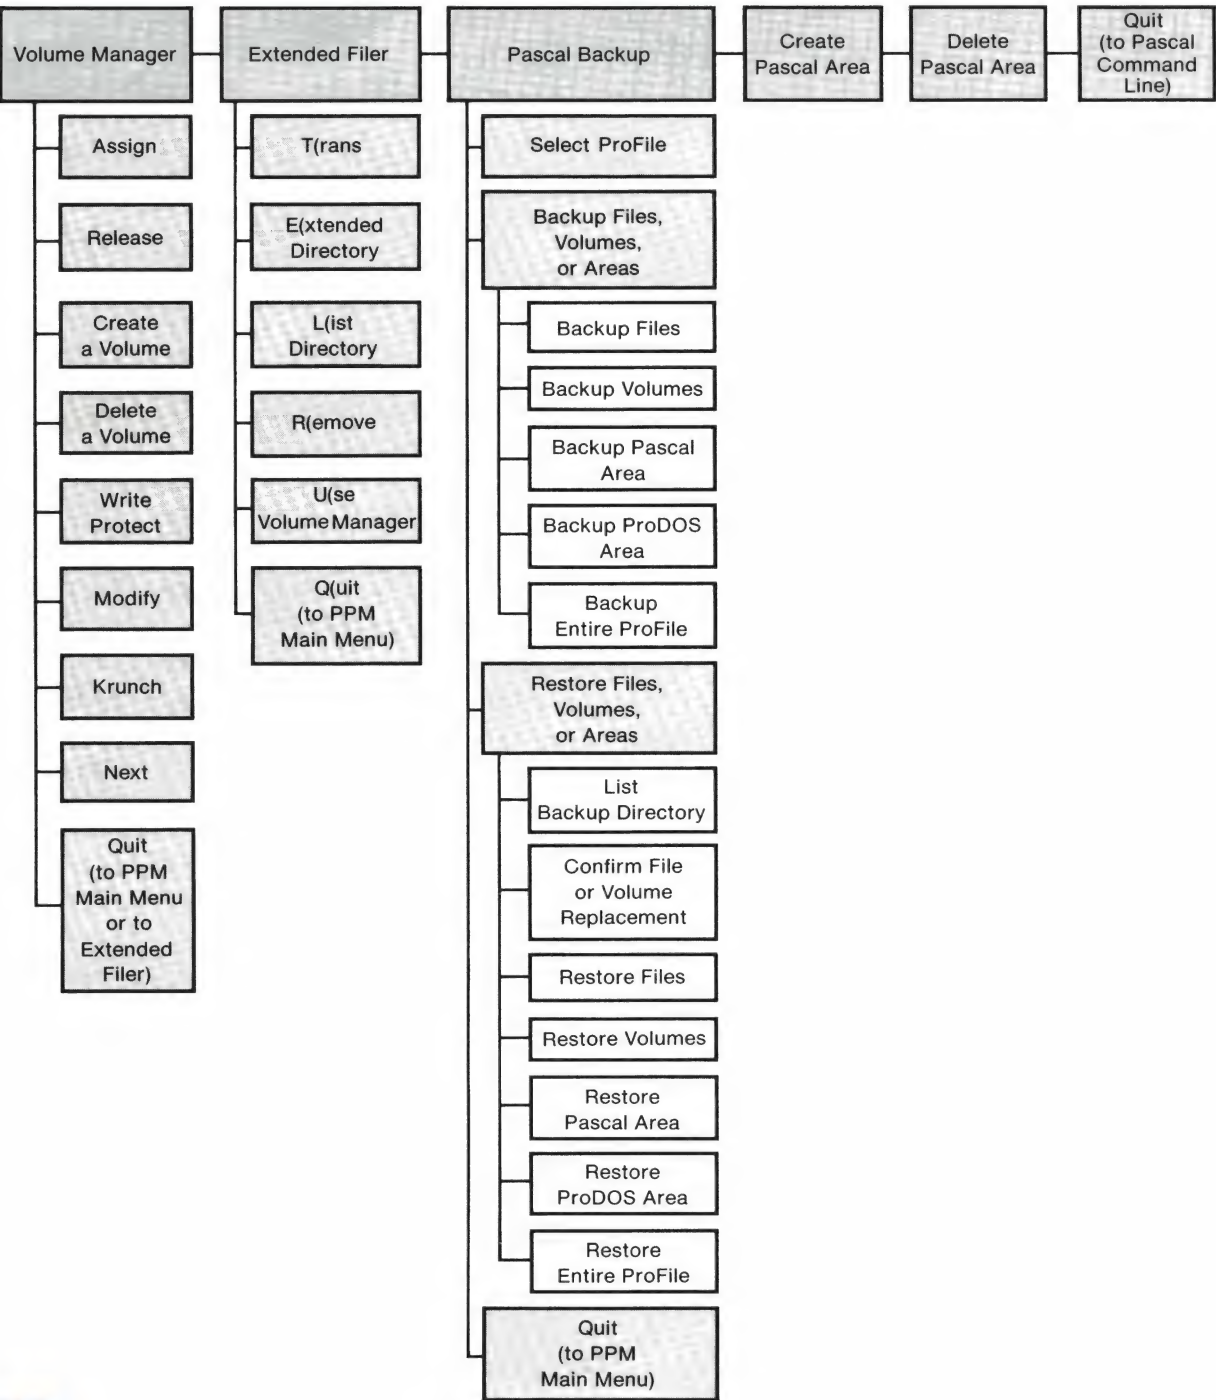 Volume Manager
Extended Filer
Pascal Backup
Create
Pascal Area
Delete
Pascal Area
Quit
(to Pascal
Command
Line)
Assign
Release
Create
a Volume
Delete
a Volume
Write
Protect
Modify
Krunch
Next
Quit
(to PPM
Main Menu
or to
Extended
Filer)
T(rans
E(xtended
Directory
L(ist
Directory
R(emove
U(se
Volume Manager
Q(uit
(to PPM
Main Menu)
Select ProFile
Backup Files,
Volumes,
or Areas
Backup Files
Backup Volumes
Backup Pascal
Area
Backup ProDOS
Area
Backup
Entire ProFile
Restore Files,
Volumes,
or Areas
List
Backup Directory
Confirm File
or Volume
Replacement
Restore Files
Restore Volumes
Restore
Pascal Area
Restore
ProDOS Area
Restore
Entire ProFile
Quit
(to PPM
Main Menu)